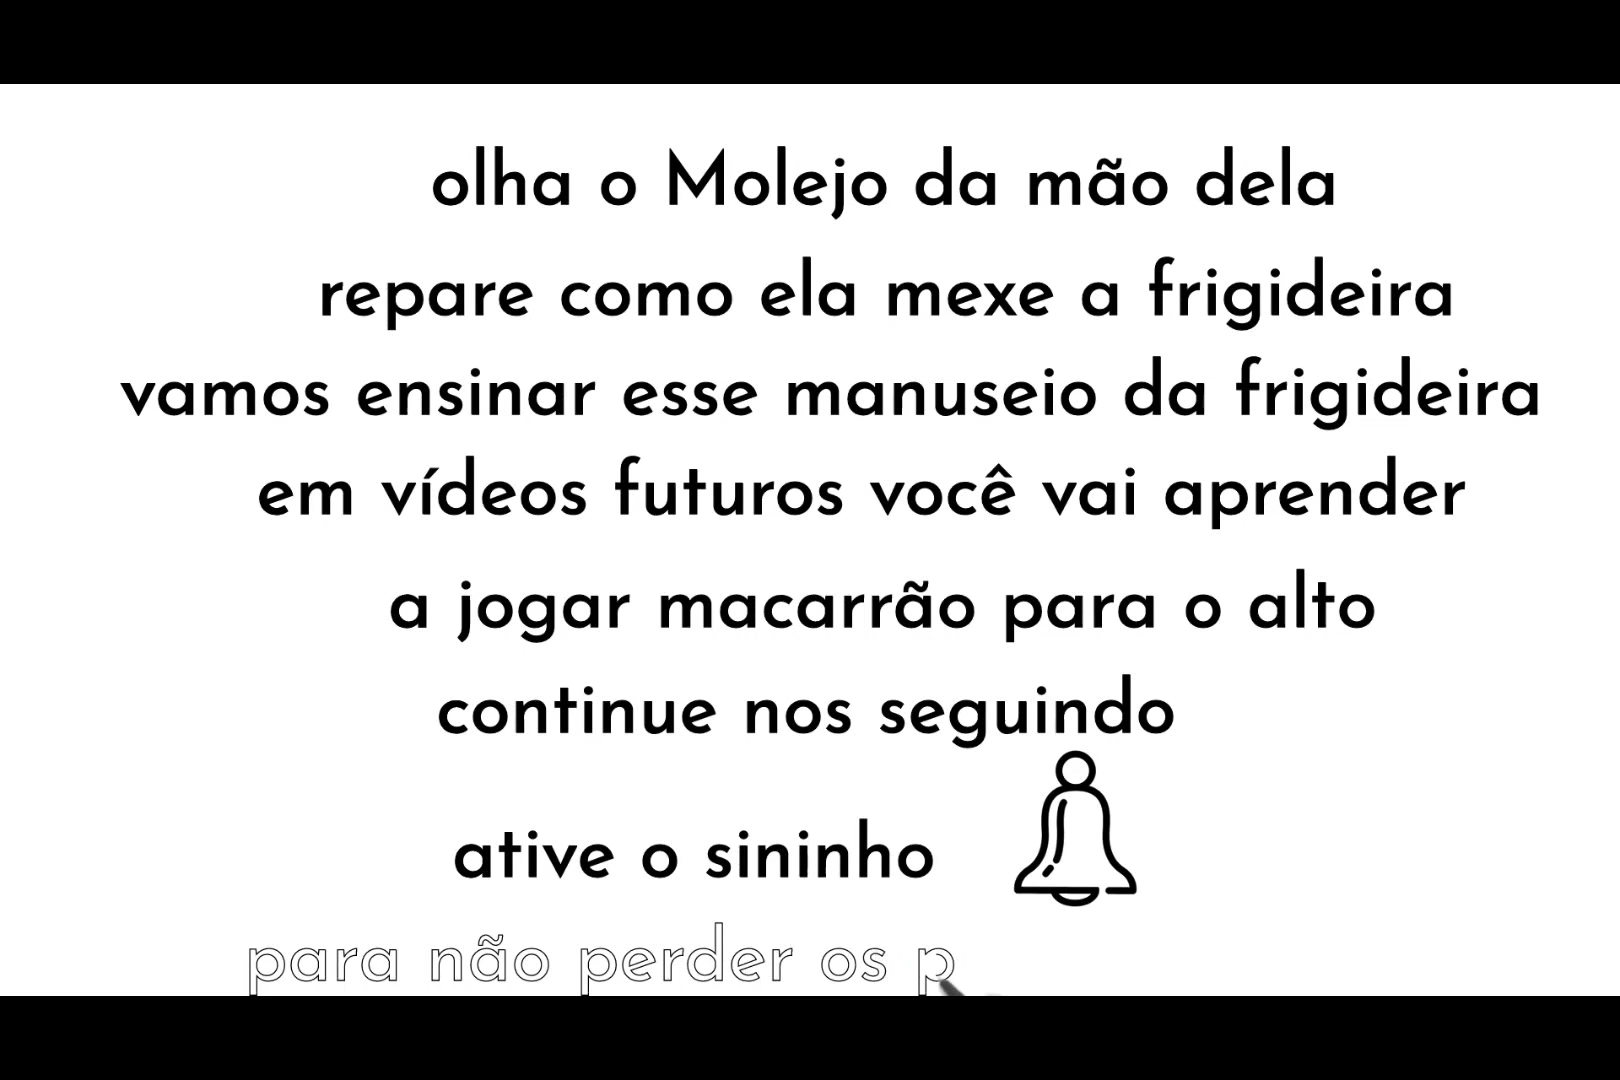 olha o Molejo da mão dela
repare como ela mexe a frigideira
vamos ensinar esse manuseio da frigideira
em vídeos futuros você vai aprender
a jogar macarrão para o alto
continue nos seguindo
ative o sininho
para não perder os p